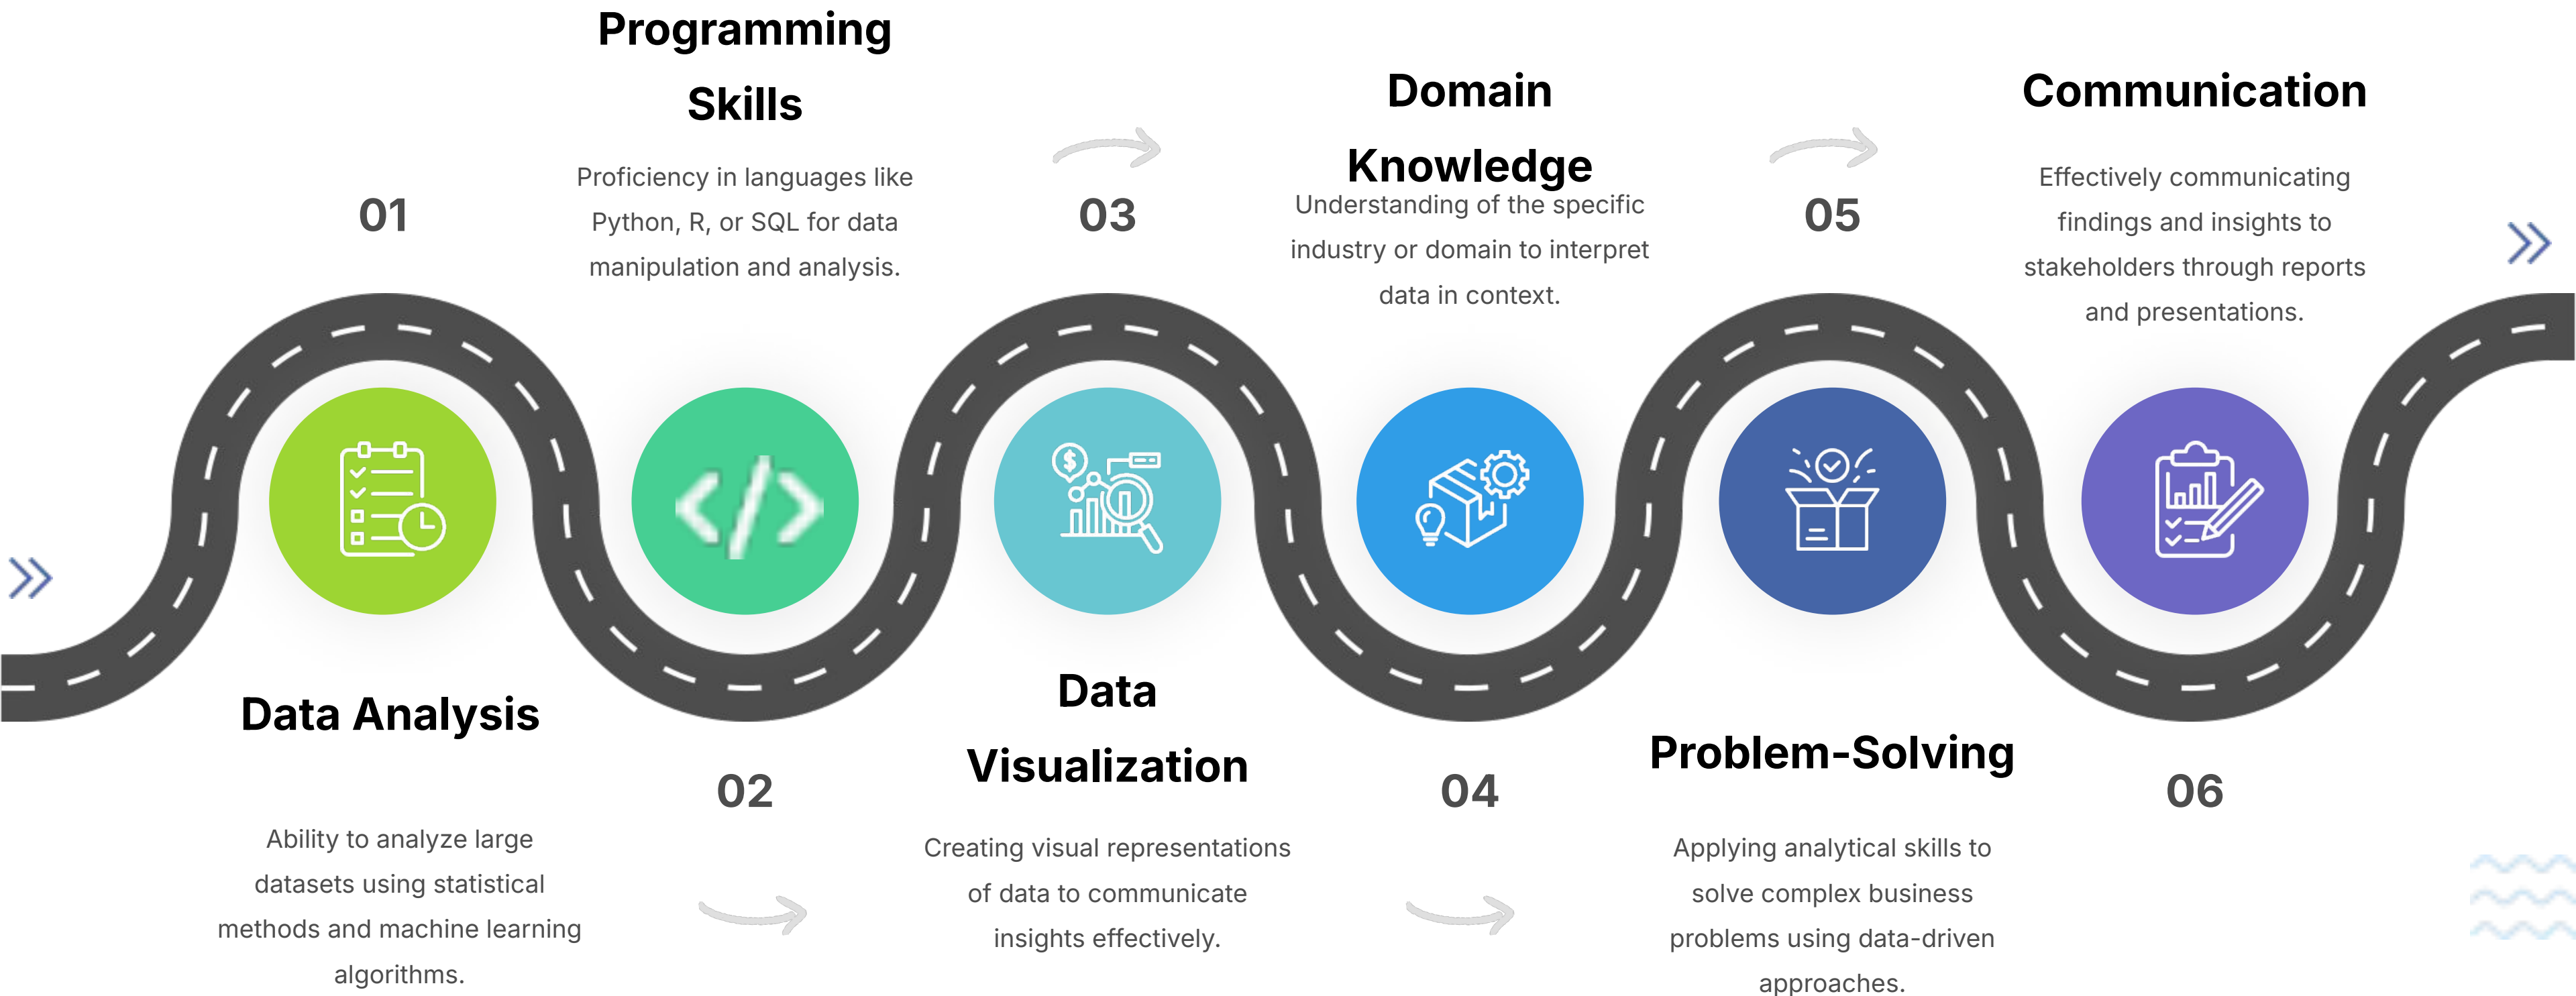 01
Data Analysis
Ability to analyze large
datasets using statistical
methods and machine learning
algorithms.
Programming
Skills
Proficiency in languages like
Python, R, or SQL for data
manipulation and analysis.
02
03
Data
Visualization
Creating visual representations
of data to communicate
insights effectively.
Domain
Knowledge
Understanding of the specific
industry or domain to interpret
data in context.
04
05
Problem-Solving
Applying analytical skills to
solve complex business
problems using data-driven
approaches.
Communication
Effectively communicating
findings and insights to
stakeholders through reports
and presentations.
06